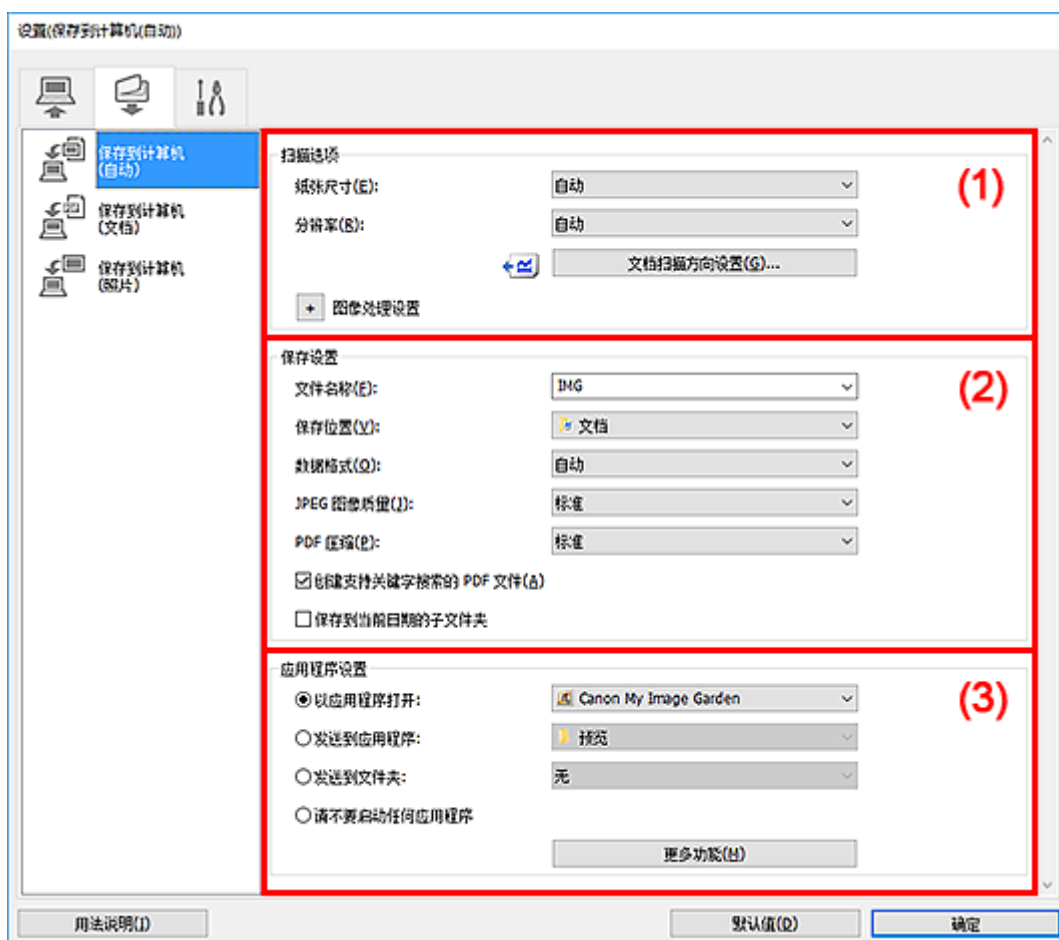 设置(保存到计算机(自动))
保存到计算机
(自动)
保存到计算机
(文档)
保存到计算机
(照片)
扫描选项
(1)
纸张尺寸(E): 自动
分辨率(R): 自动
文档扫描方向设置(G)...
+ 图像处理设置
保存设置
(2)
文件名称(F): IMG
保存位置(V): 文档
数据格式(O): 自动
JPEG 图像质量(J): 标准
PDF 压缩(P): 标准
创建支持关键字搜索的 PDF 文件(A)
保存到当前日期的子文件夹
应用程序设置
(3)
以应用程序打开: Canon My Image Garden
发送到应用程序: 预览
发送到文件夹: 无
请不要启动任何应用程序
更多功能(H)
用法说明(I) 默认值(D) 确定